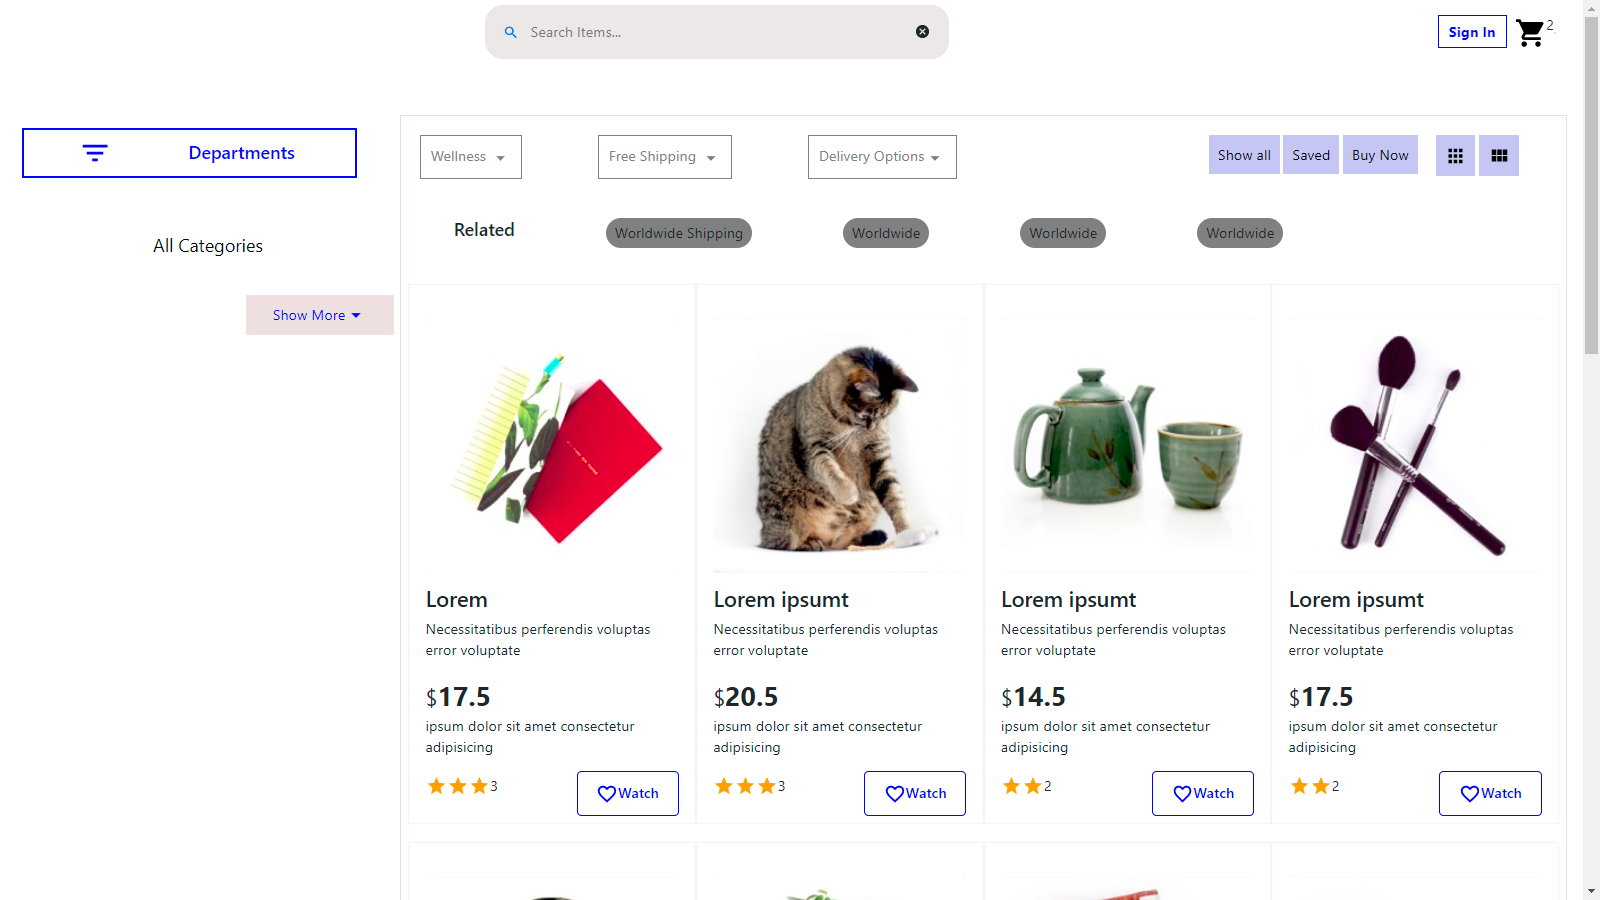 Search Items...
Sign In
2
Departments
Wellness
Free Shipping
Delivery Options
Show all
Saved
Buy Now
Related
Worldwide Shipping
Worldwide
Worldwide
Worldwide
All Categories
Show More
Lorem
Necessitatibus perferendis voluptas
error voluptate
$17.5
ipsum dolor sit amet consectetur
adipisicing
3
Watch
Lorem ipsumt
Necessitatibus perferendis voluptas
error voluptate
$20.5
ipsum dolor sit amet consectetur
adipisicing
3
Watch
Lorem ipsumt
Necessitatibus perferendis voluptas
error voluptate
$14.5
ipsum dolor sit amet consectetur
adipisicing
2
Watch
Lorem ipsumt
Necessitatibus perferendis voluptas
error voluptate
$17.5
ipsum dolor sit amet consectetur
adipisicing
2
Watch